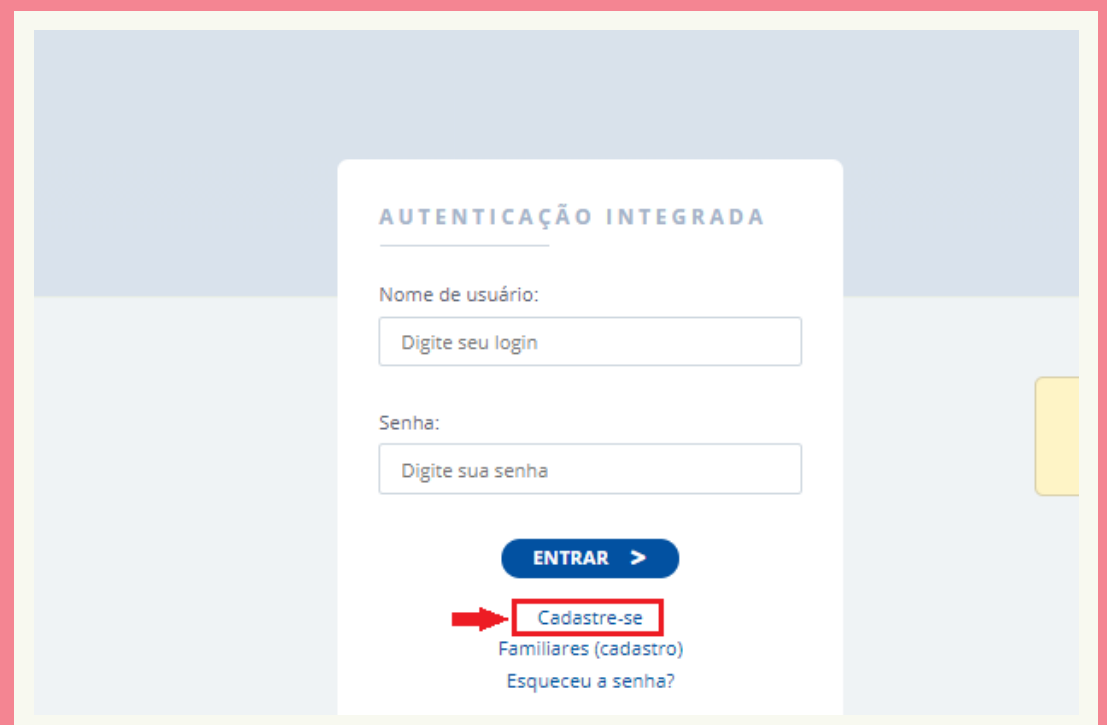 AUTENTICAÇÃO INTEGRADA
Nome de usuário:
Digite seu login
Senha:
Digite sua senha
ENTRAR >
Cadastre-se
Familiares (cadastro)
Esqueceu a senha?